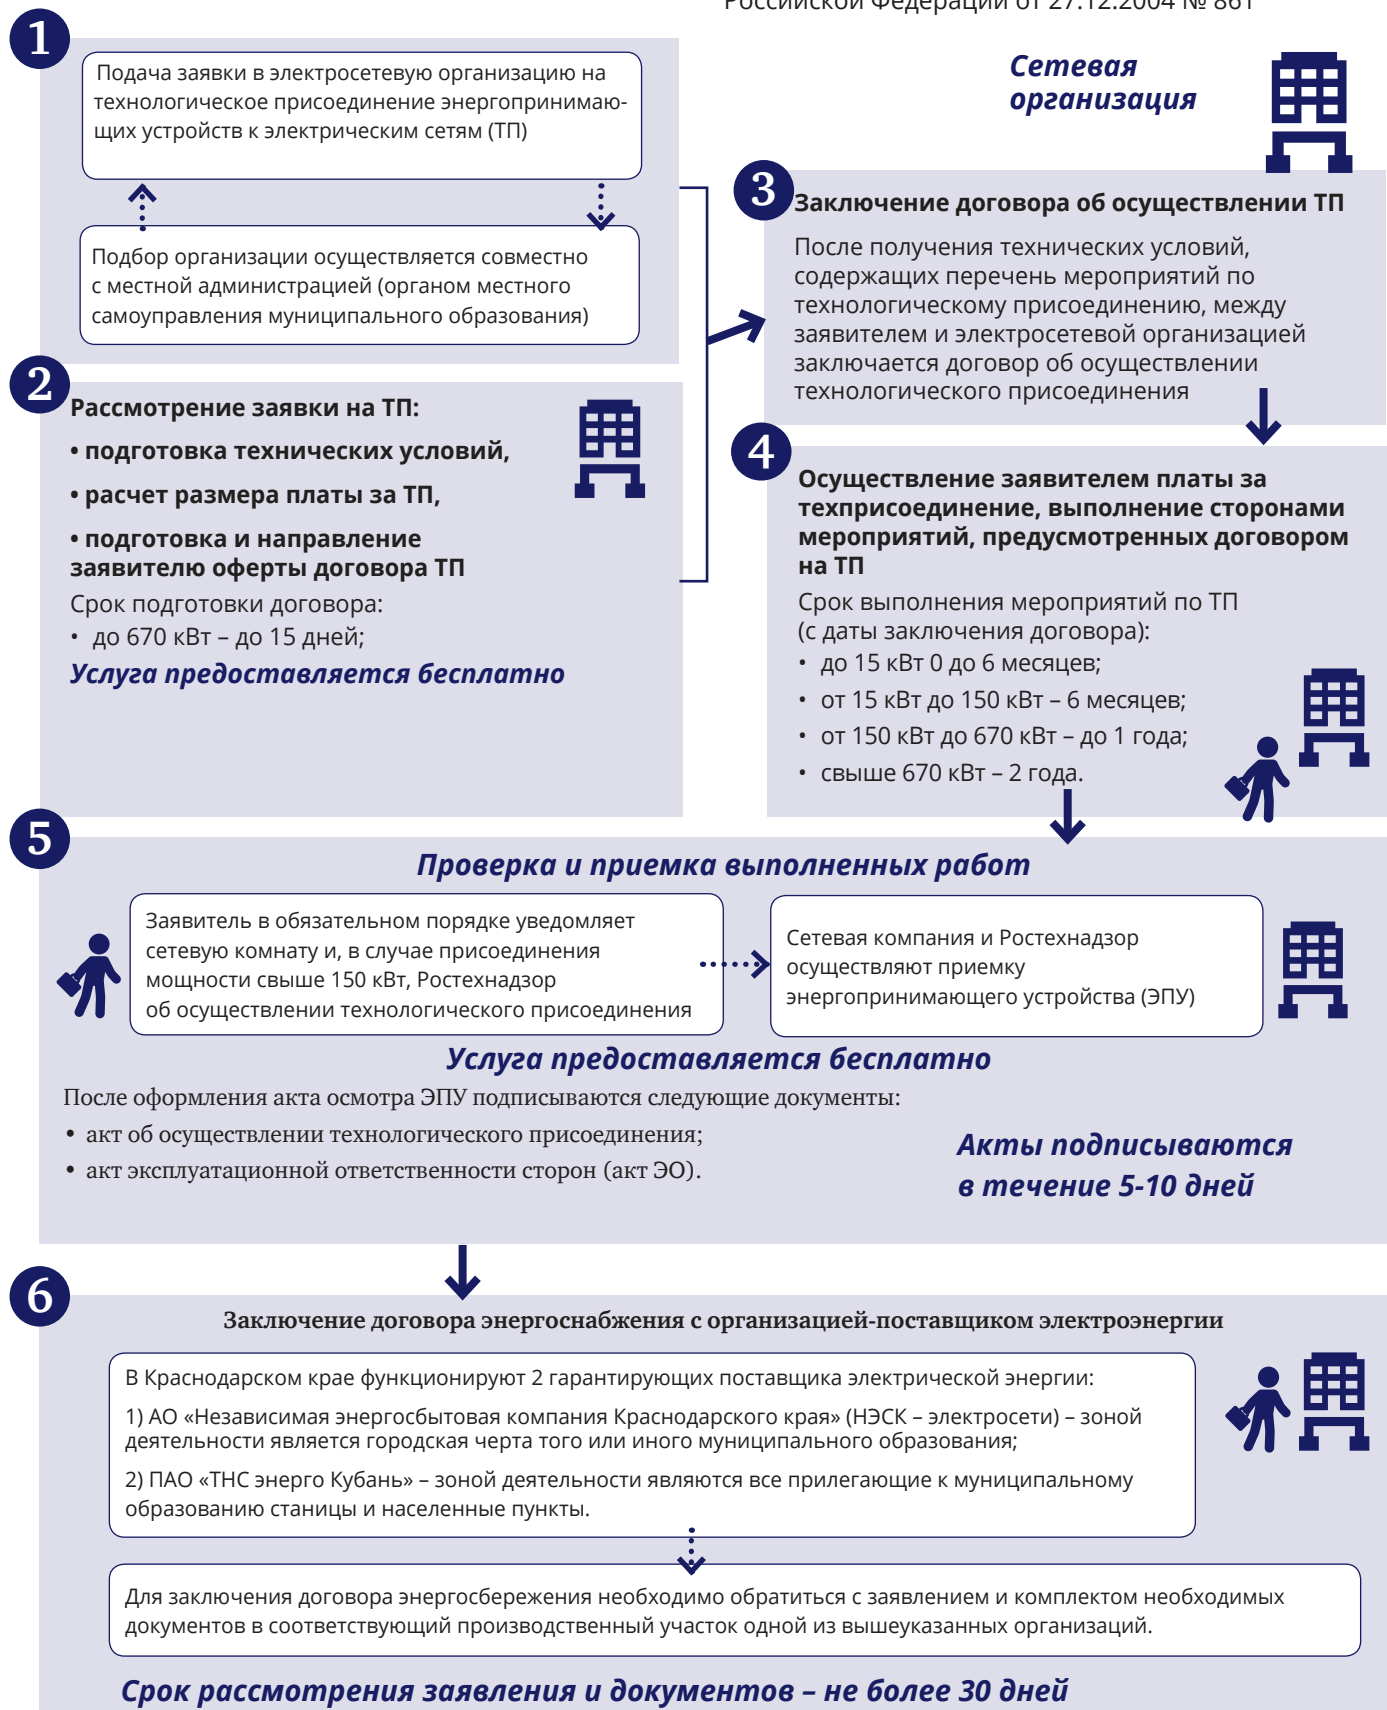 Российской Федерации от 27.12.2004 № 861
1
Подача заявки в электросетевую организацию на
технологическое присоединение энергопринимаю-
щих устройств к электрическим сетям (ТП)
Подбор организации осуществляется совместно
с местной администрацией (органом местного
самоуправления муниципального образования)
2
Рассмотрение заявки на ТП:
• подготовка технических условий,
• расчет размера платы за ТП,
• подготовка и направление
заявителю оферты договора ТП
Срок подготовки договора:
• до 670 кВт – до 15 дней;
Услуга предоставляется бесплатно
Сетевая
организация
3
Заключение договора об осуществлении ТП
После получения технических условий,
содержащих перечень мероприятий по
технологическому присоединению, между
заявителем и электросетевой организацией
заключается договор об осуществлении
технологического присоединения
4
Осуществление заявителем платы за
техприсоединение, выполнение сторонами
мероприятий, предусмотренных договором
на ТП
Срок выполнения мероприятий по ТП
(с даты заключения договора):
• до 15 кВт 0 до 6 месяцев;
• от 15 кВт до 150 кВт – 6 месяцев;
• от 150 кВт до 670 кВт – до 1 года;
• свыше 670 кВт – 2 года.
5
Проверка и приемка выполненных работ
Заявитель в обязательном порядке уведомляет
сетевую комнату и, в случае присоединения
мощности свыше 150 кВт, Ростехнадзор
об осуществлении технологического присоединения
Сетевая компания и Ростехнадзор
осуществляют приемку
энергопринимающего устройства (ЭПУ)
Услуга предоставляется бесплатно
После оформления акта осмотра ЭПУ подписываются следующие документы:
• акт об осуществлении технологического присоединения;
• акт эксплуатационной ответственности сторон (акт ЭО).
Акты подписываются
в течение 5-10 дней
6
Заключение договора энергоснабжения с организацией-поставщиком электроэнергии
В Краснодарском крае функционируют 2 гарантирующих поставщика электрической энергии:
1) АО «Независимая энергосбытовая компания Краснодарского края» (НЭСК – электросети) – зоной
деятельности является городская черта того или иного муниципального образования;
2) ПАО «ТНС энерго Кубань» – зоной деятельности являются все прилегающие к муниципальному
образованию станицы и населенные пункты.
Для заключения договора энергосбережения необходимо обратиться с заявлением и комплектом необходимых
документов в соответствующий производственный участок одной из вышеуказанных организаций.
Срок рассмотрения заявления и документов – не более 30 дней